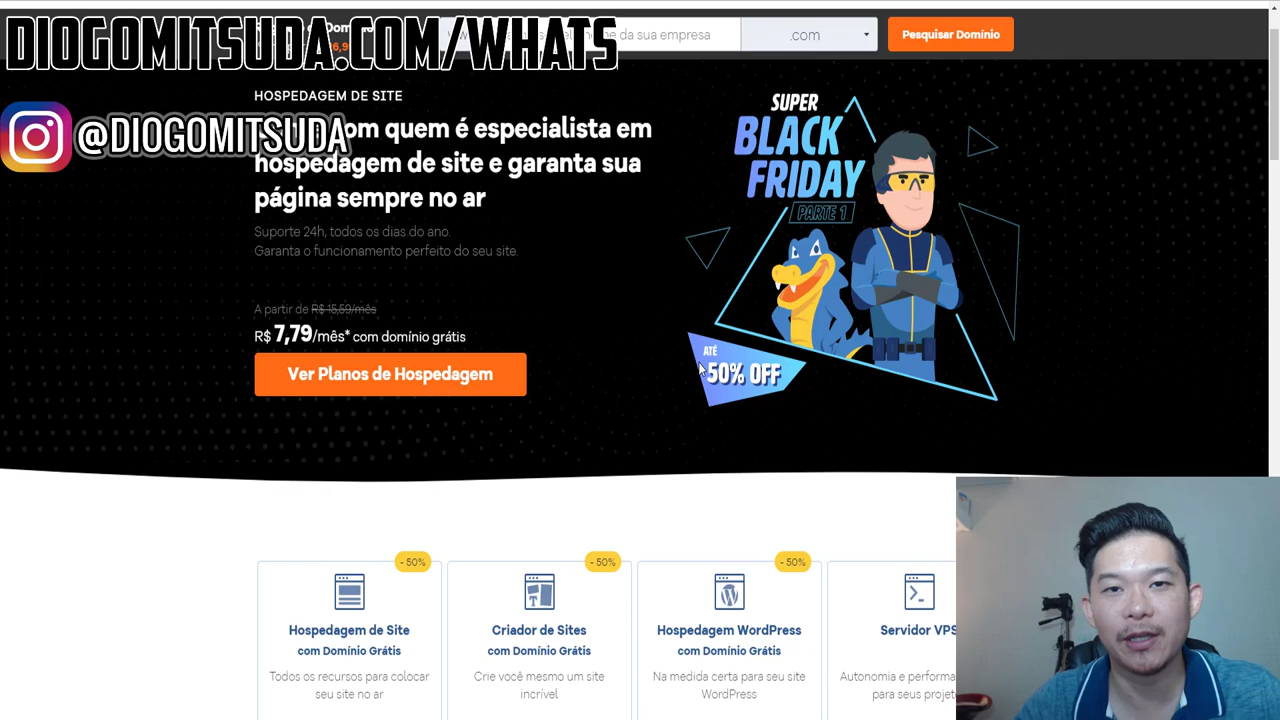 DIOGOMITSUDA.COM/WHATS
da sua empresa
.com
Pesquisar Domínio
@DIOGOMITSUDA
HOSPEDAGEM DE SITE
om quem é especialista em
hospedagem de site e garanta sua
página sempre no ar
Suporte 24h, todos os dias do ano.
Garanta o funcionamento perfeito do seu site.
A partir de R$ 15,59/mês
R$ 7,79/mês* com domínio grátis
Ver Planos de Hospedagem
SUPER
BLACK
FRIDAY
PARTE 1
ATÉ
50% OFF
- 50%
- 50%
- 50%
Hospedagem de Site
com Domínio Grátis
Todos os recursos para colocar
seu site no ar
Criador de Sites
com Domínio Grátis
Crie você mesmo um site
incrível
Hospedagem WordPress
com Domínio Grátis
Na medida certa para seu site
WordPress
Servidor VPS
Autonomia e performa
para seus projet